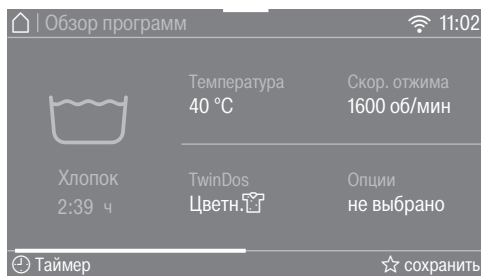 | Обзор программ 11:02
Температура
40 °C
Скор. отжима
1600 об/мин
Хлопок
2:39 ч
TwinDos
Цветн.
Опции
не выбрано
Таймер
сохранить